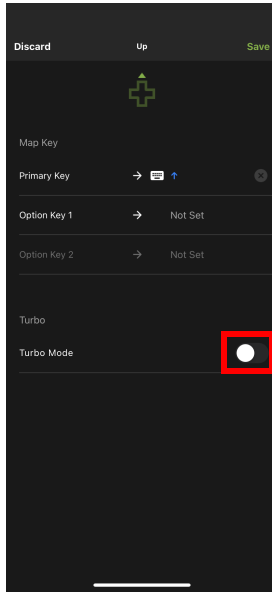 Discard Up Save
Map Key
Primary Key → ↑
Option Key 1 → Not Set
Option Key 2 → Not Set
Turbo
Turbo Mode